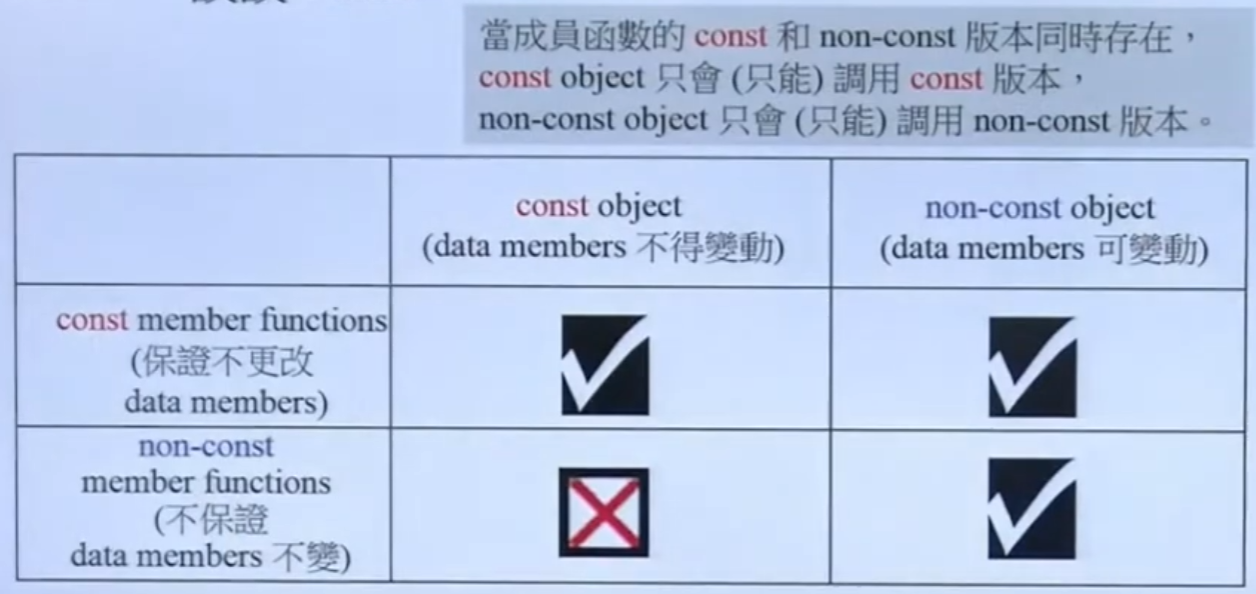 當成員函數的 const 和 non-const 版本同時存在，
const object 只會 (只能) 調用 const 版本，
non-const object 只會 (只能) 調用 non-const 版本。
const object
(data members 不得變動)
non-const object
(data members 可變動)
const member functions
(保證不更改
data members)
non-const
member functions
(不保證
data members 不變)